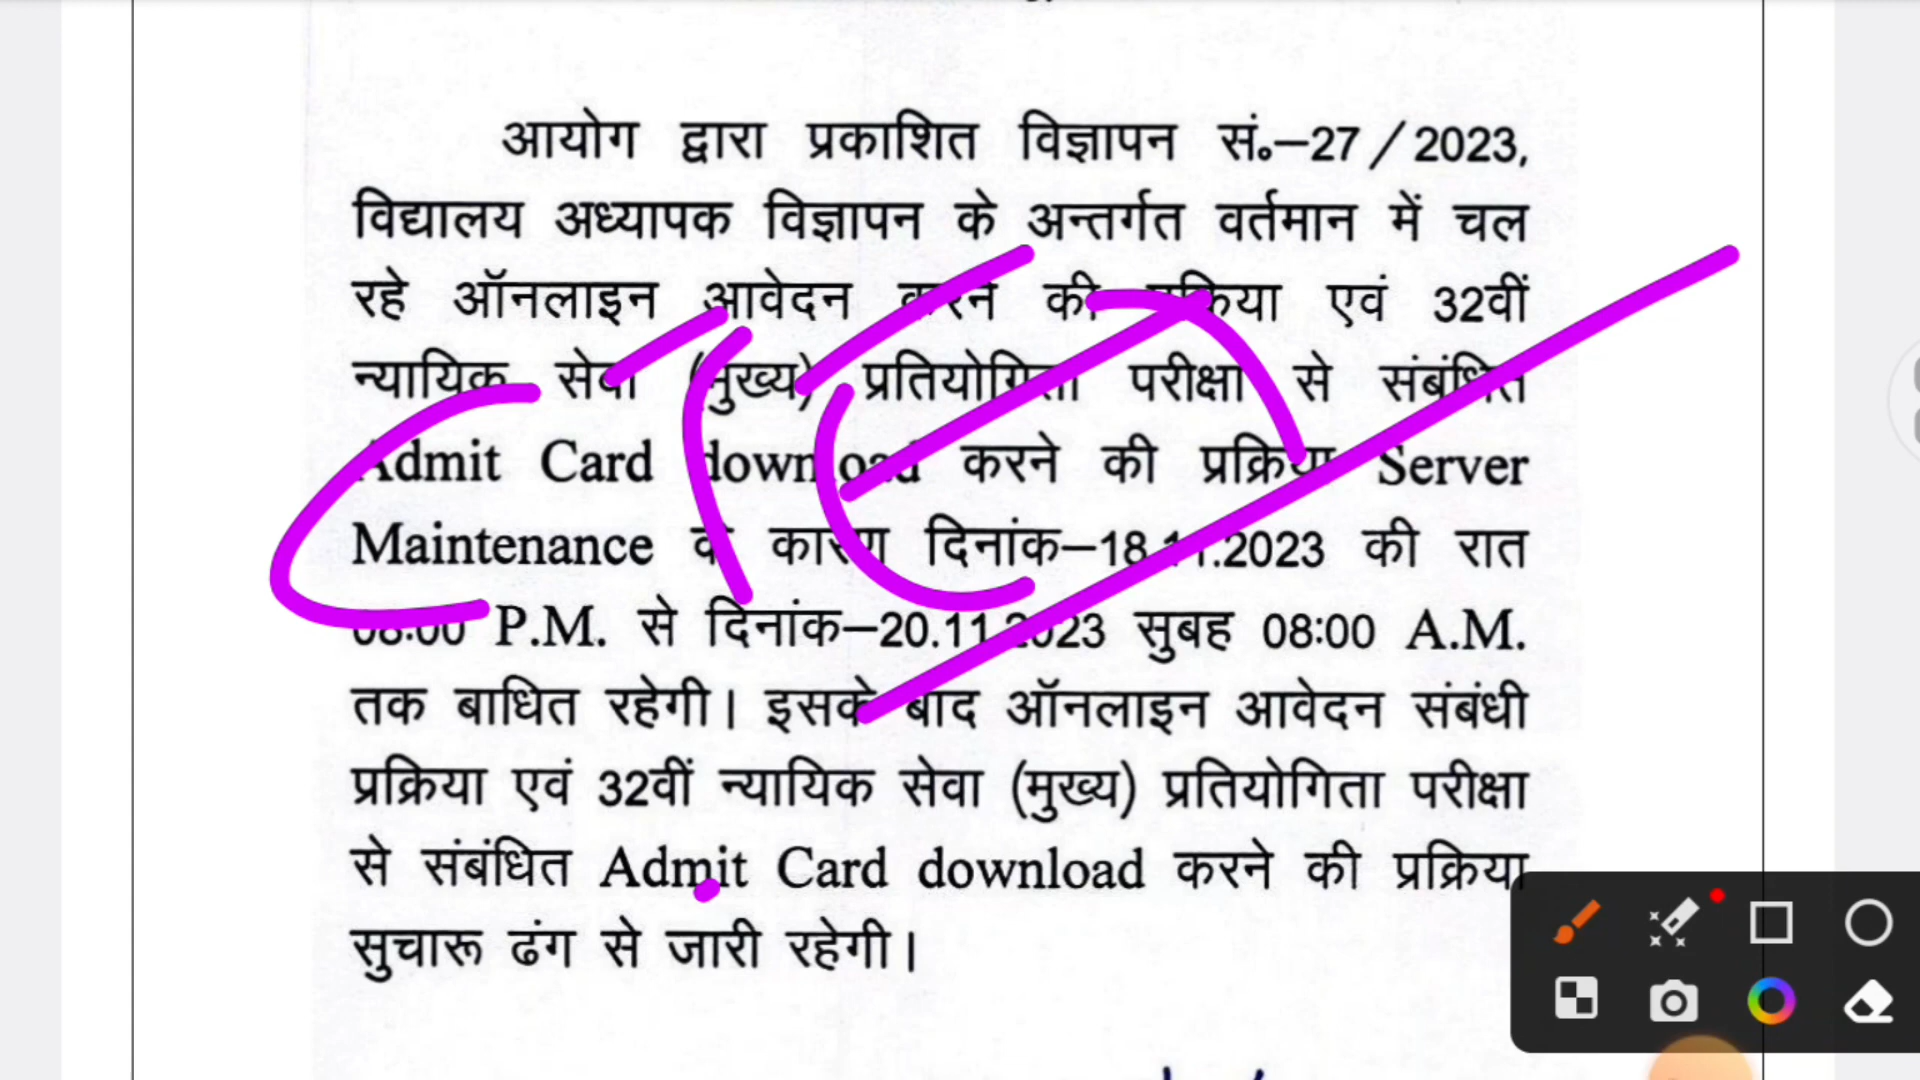 आयोग द्वारा प्रकाशित विज्ञापन सं०–27/2023,
विद्यालय अध्यापक विज्ञापन के अन्तर्गत वर्तमान में चल
रहे ऑनलाइन आवेदन करने की प्रक्रिया एवं 32वीं
न्यायिक सेवा (मुख्य) प्रतियोगिता परीक्षा से संबंधित
Admit Card download करने की प्रक्रिया Server
Maintenance के कारण दिनांक–18.11.2023 की रात
08:00 P.M. से दिनांक–20.11.2023 सुबह 08:00 A.M.
तक बाधित रहेगी। इसके बाद ऑनलाइन आवेदन संबंधी
प्रक्रिया एवं 32वीं न्यायिक सेवा (मुख्य) प्रतियोगिता परीक्षा
से संबंधित Admit Card download करने की प्रक्रिया
सुचारू ढंग से जारी रहेगी।